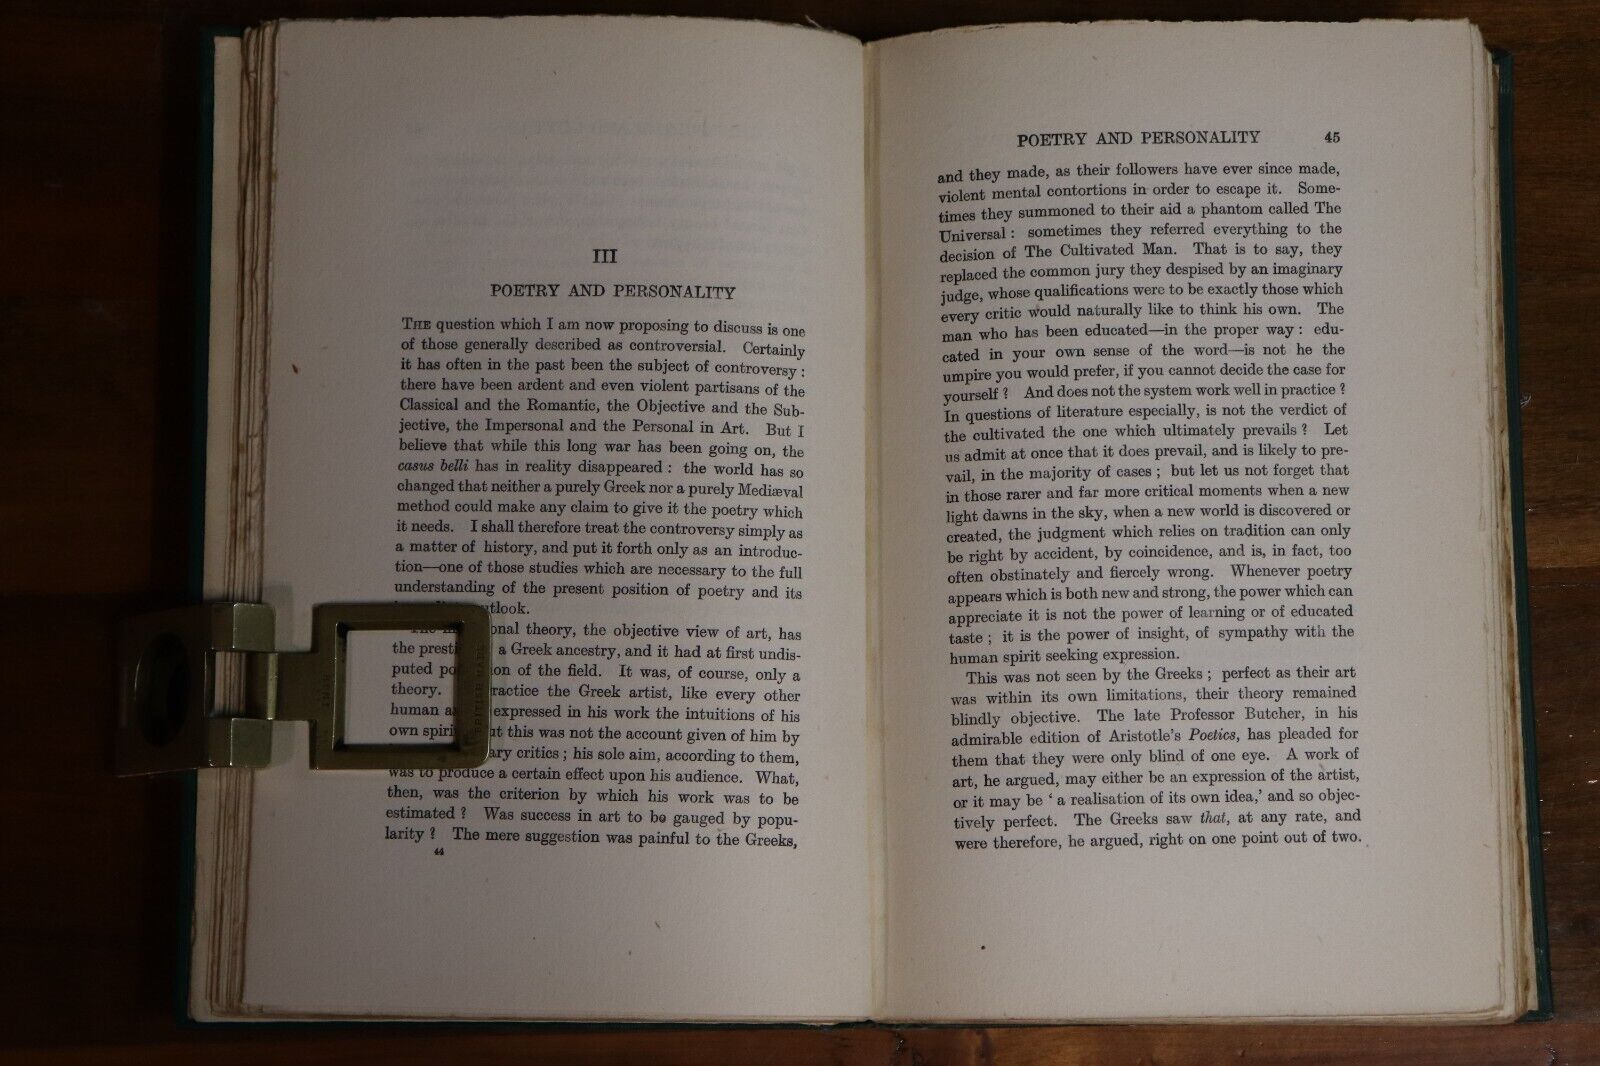 III
POETRY AND PERSONALITY
THE question which I am now proposing to discuss is one
of those generally described as controversial. Certainly
it has often in the past been the subject of controversy :
there have been ardent and even violent partisans of the
Classical and the Romantic, the Objective and the Sub-
jective, the Impersonal and the Personal in Art. But I
believe that while this long war has been going on, the
casus belli has in reality disappeared : the world has so
changed that neither a purely Greek nor a purely Mediæval
method could make any claim to give it the poetry which
it needs. I shall therefore treat the controversy simply as
a matter of history, and put it forth only as an introduc-
tion—one of those studies which are necessary to the full
understanding of the present position of poetry and its
outlook.
theory, the objective view of art, has
the a Greek ancestry, and it had at first undis-
puted of the field. It was, of course, only a
theory. the Greek artist, like every other
human expressed in his work the intuitions of his
own this was not the account given of him by
critics ; his sole aim, according to them,
was to produce a certain effect upon his audience. What,
then, was the criterion by which his work was to be
estimated ? Was success in art to be gauged by popu-
larity ? The mere suggestion was painful to the Greeks,
44
POETRY AND PERSONALITY 45
and they made, as their followers have ever since made,
violent mental contortions in order to escape it. Some-
times they summoned to their aid a phantom called The
Universal : sometimes they referred everything to the
decision of The Cultivated Man. That is to say, they
replaced the common jury they despised by an imaginary
judge, whose qualifications were to be exactly those which
every critic would naturally like to think his own. The
man who has been educated—in the proper way : edu-
cated in your own sense of the word—is not he the
umpire you would prefer, if you cannot decide the case for
yourself ? And does not the system work well in practice ?
In questions of literature especially, is not the verdict of
the cultivated the one which ultimately prevails ? Let
us admit at once that it does prevail, and is likely to pre-
vail, in the majority of cases ; but let us not forget that
in those rarer and far more critical moments when a new
light dawns in the sky, when a new world is discovered or
created, the judgment which relies on tradition can only
be right by accident, by coincidence, and is, in fact, too
often obstinately and fiercely wrong. Whenever poetry
appears which is both new and strong, the power which can
appreciate it is not the power of learning or of educated
taste ; it is the power of insight, of sympathy with the
human spirit seeking expression.
This was not seen by the Greeks ; perfect as their art
was within its own limitations, their theory remained
blindly objective. The late Professor Butcher, in his
admirable edition of Aristotle's Poetics, has pleaded for
them that they were only blind of one eye. A work of
art, he argued, may either be an expression of the artist,
or it may be ' a realisation of its own idea,' and so objec-
tively perfect. The Greeks saw that, at any rate, and
were therefore, he argued, right on one point out of two.